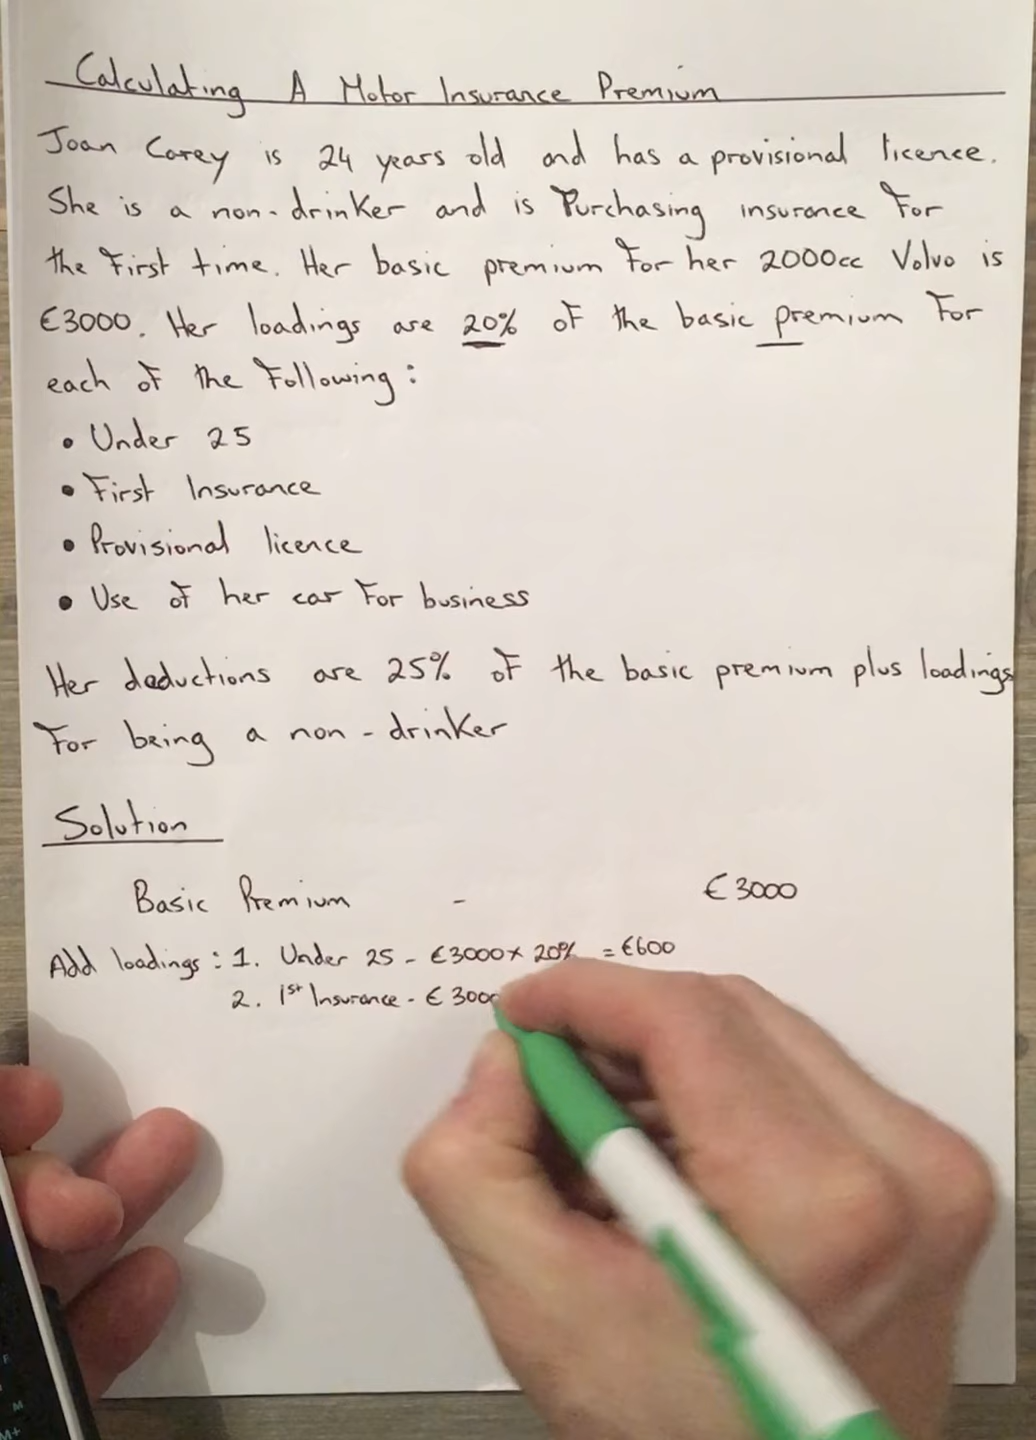 Calculating A Motor Insurance Premium
Joan Carey is 24 years old and has a provisional licence.
She is a non-drinker and is Purchasing insurance For
the First time. Her basic premium For her 2000cc Volvo is
€3000. Her loadings are 20% of the basic premium For
each of the Following:
• Under 25
• First Insurance
• Provisional licence
• Use of her car For business
Her deductions are 25% of the basic premium plus loadings
For being a non-drinker
Solution
Basic Premium - €3000
Add loadings: 1. Under 25 - €3000 x 20% = €600
2. 1st Insurance - €3000
M
M+